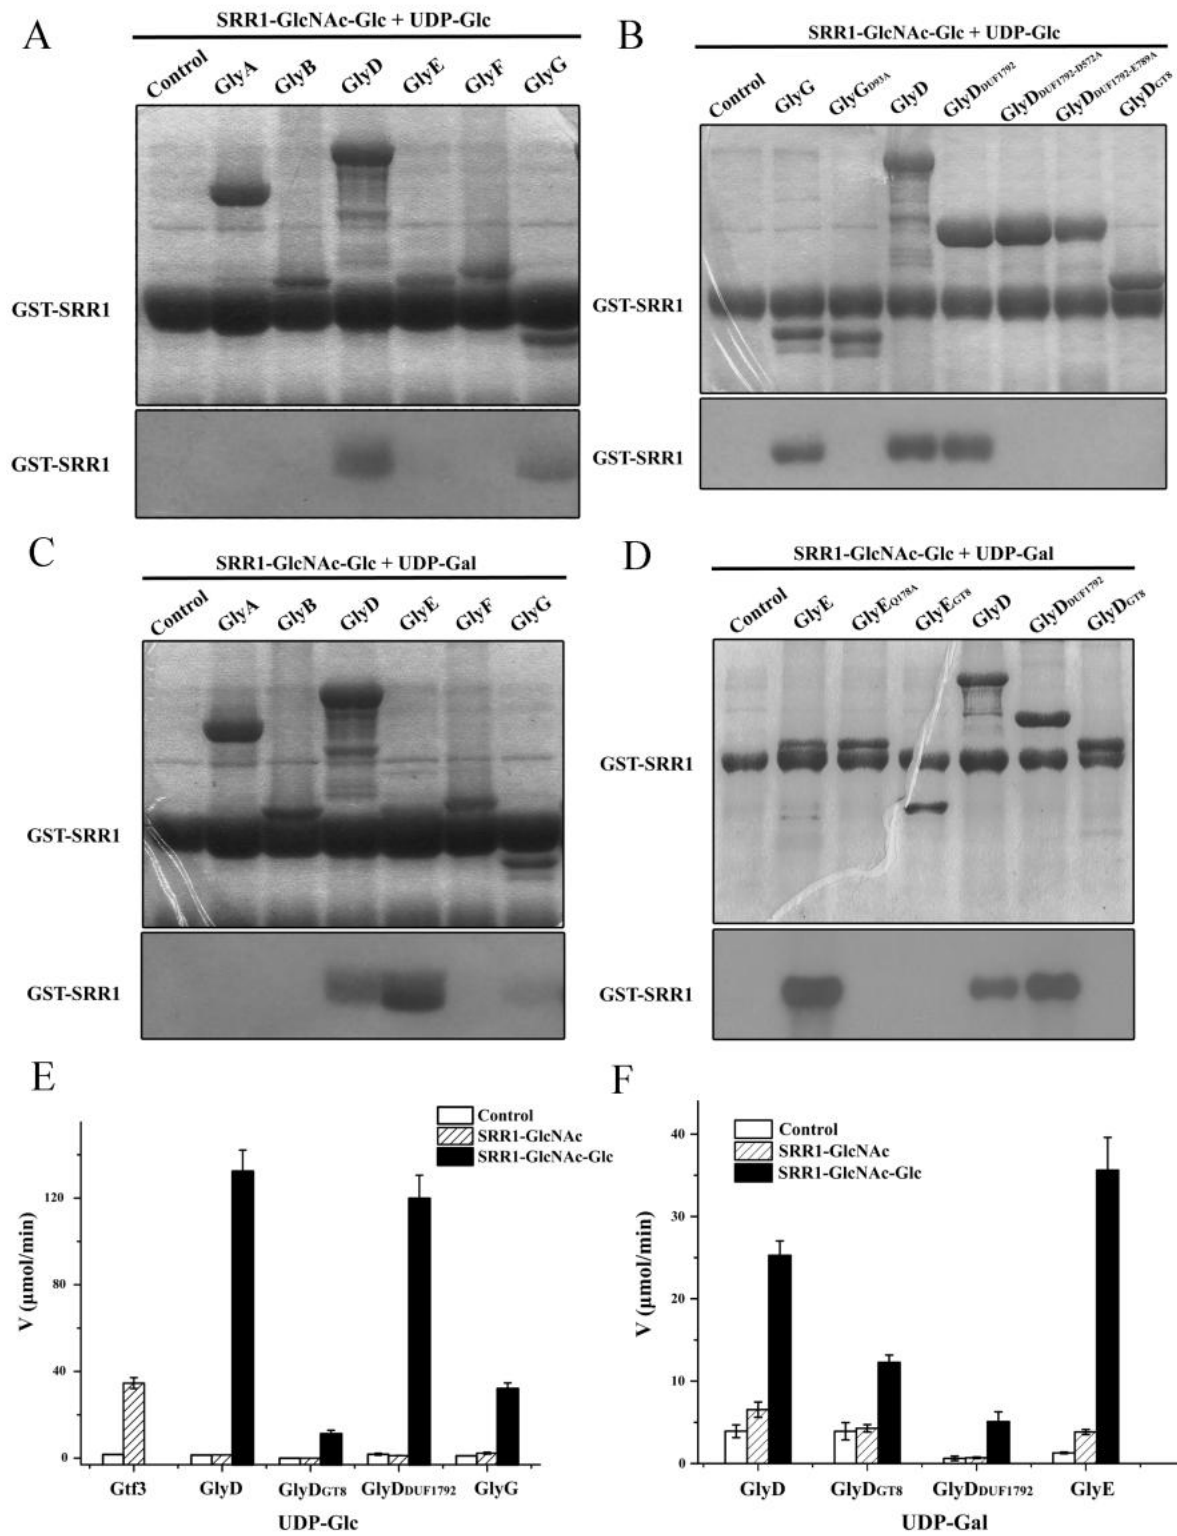 A
SRR1-GlcNAc-Glc + UDP-Glc
Control GlyA GlyB GlyD GlyE GlyF GlyG
GST-SRR1
GST-SRR1
B
SRR1-GlcNAc-Glc + UDP-Glc
Control GlyG GlyGD93A GlyD GlyDDUF1792 GlyDDUF1792-D572A GlyDDUF1792-E789A GlyDGT8
GST-SRR1
GST-SRR1
C
SRR1-GlcNAc-Glc + UDP-Gal
Control GlyA GlyB GlyD GlyE GlyF GlyG
GST-SRR1
GST-SRR1
D
SRR1-GlcNAc-Glc + UDP-Gal
Control GlyE GlyEQ178A GlyEGT8 GlyD GlyDDUF1792 GlyDGT8
GST-SRR1
GST-SRR1
E
Control
SRR1-GlcNAc
SRR1-GlcNAc-Glc
V (μmol/min)
120
80
40
0
Gtf3 GlyD GlyDGT8 GlyDDUF1792 GlyG
UDP-Glc
F
Control
SRR1-GlcNAc
SRR1-GlcNAc-Glc
V (μmol/min)
40
30
20
10
0
GlyD GlyDGT8 GlyDDUF1792 GlyE
UDP-Gal